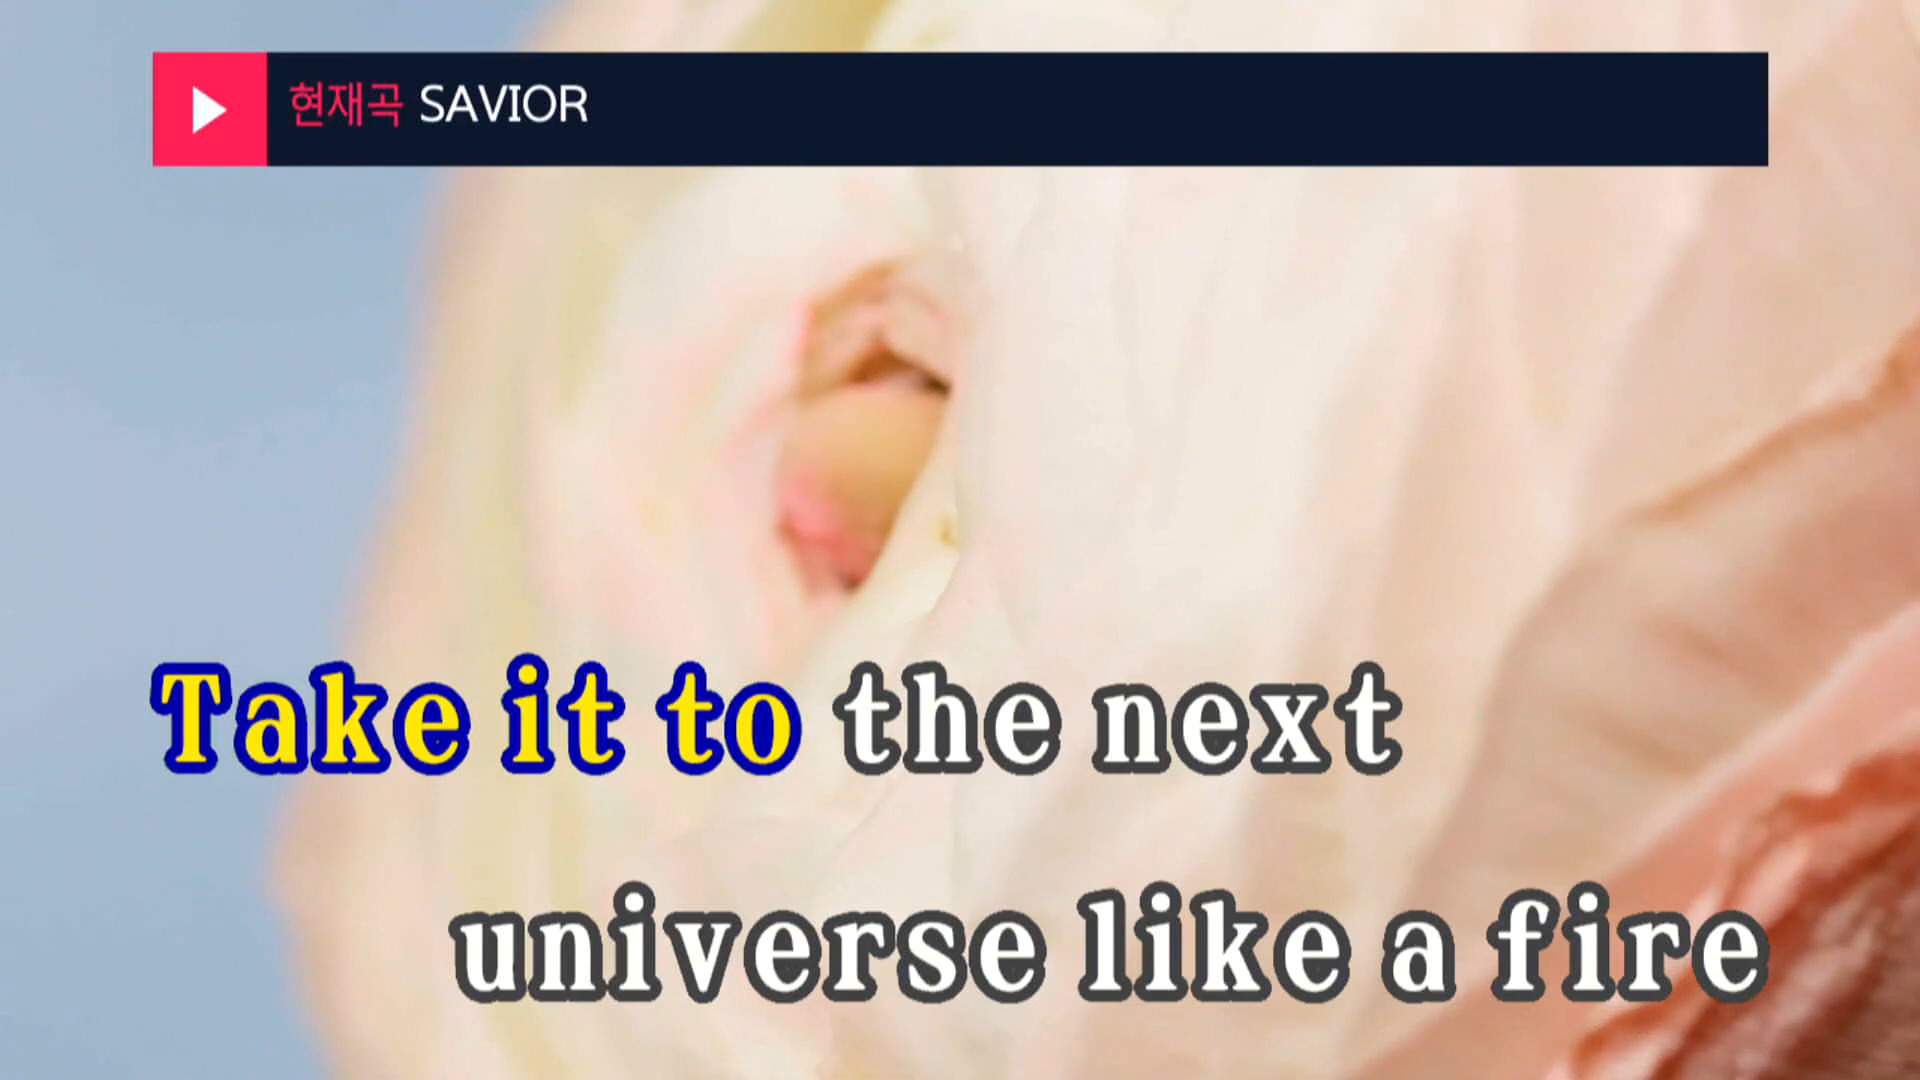 현재곡 SAVIOR
Take it to the next
universe like a fire